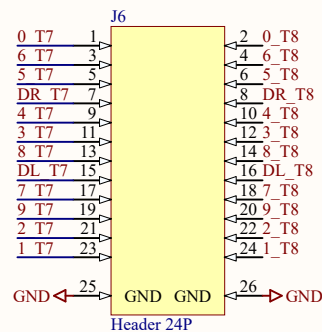 J6
0_T7 1 2 0_T8
6_T7 3 4 6_T8
5_T7 5 6 5_T8
DR_T7 7 8 DR_T8
4_T7 9 10 4_T8
3_T7 11 12 3_T8
8_T7 13 14 8_T8
DL_T7 15 16 DL_T8
7_T7 17 18 7_T8
9_T7 19 20 9_T8
2_T7 21 22 2_T8
1_T7 23 24 1_T8
GND 25 GND GND 26 GND
Header 24P